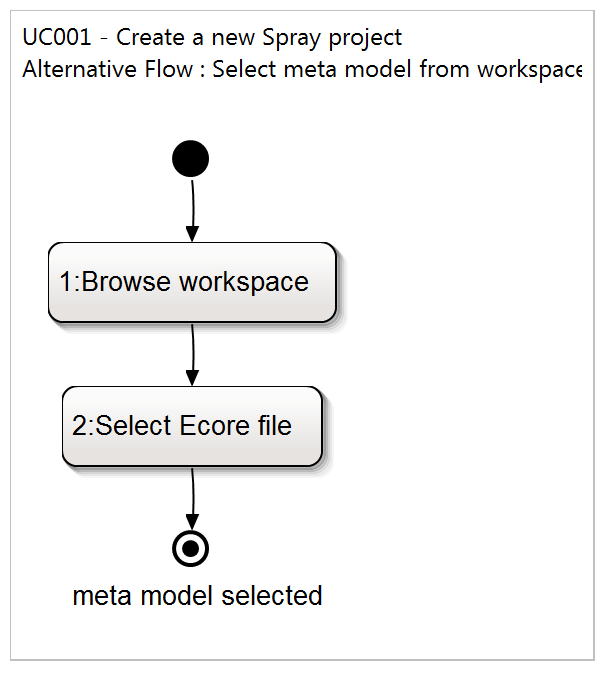 UC001 - Create a new Spray project
Alternative Flow : Select meta model from workspace
1:Browse workspace
2:Select Ecore file
meta model selected